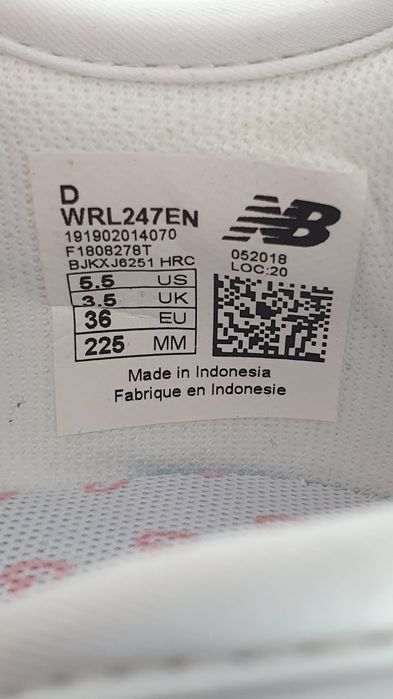 D
WRL247EN
191902014070
F1808278T
BJKXJ6251 HRC
5.5 US
3.5 UK
36 EU
225 MM
NB
052018
LOC:20
Made in Indonesia
Fabrique en Indonesie